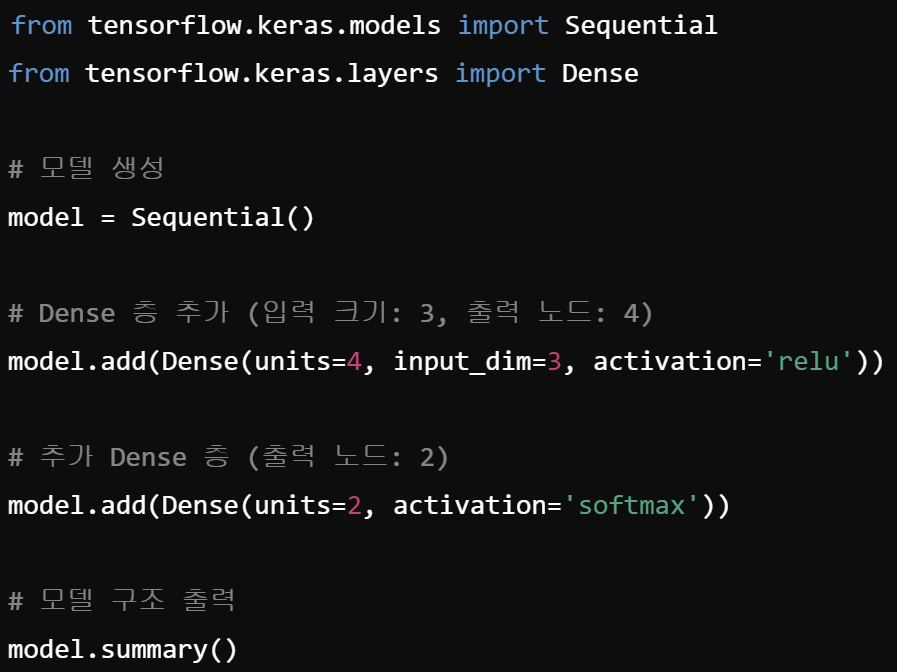 from tensorflow.keras.models import Sequential
from tensorflow.keras.layers import Dense
# 모델 생성
model = Sequential()
# Dense 층 추가 (입력 크기: 3, 출력 노드: 4)
model.add(Dense(units=4, input_dim=3, activation='relu'))
# 추가 Dense 층 (출력 노드: 2)
model.add(Dense(units=2, activation='softmax'))
# 모델 구조 출력
model.summary()